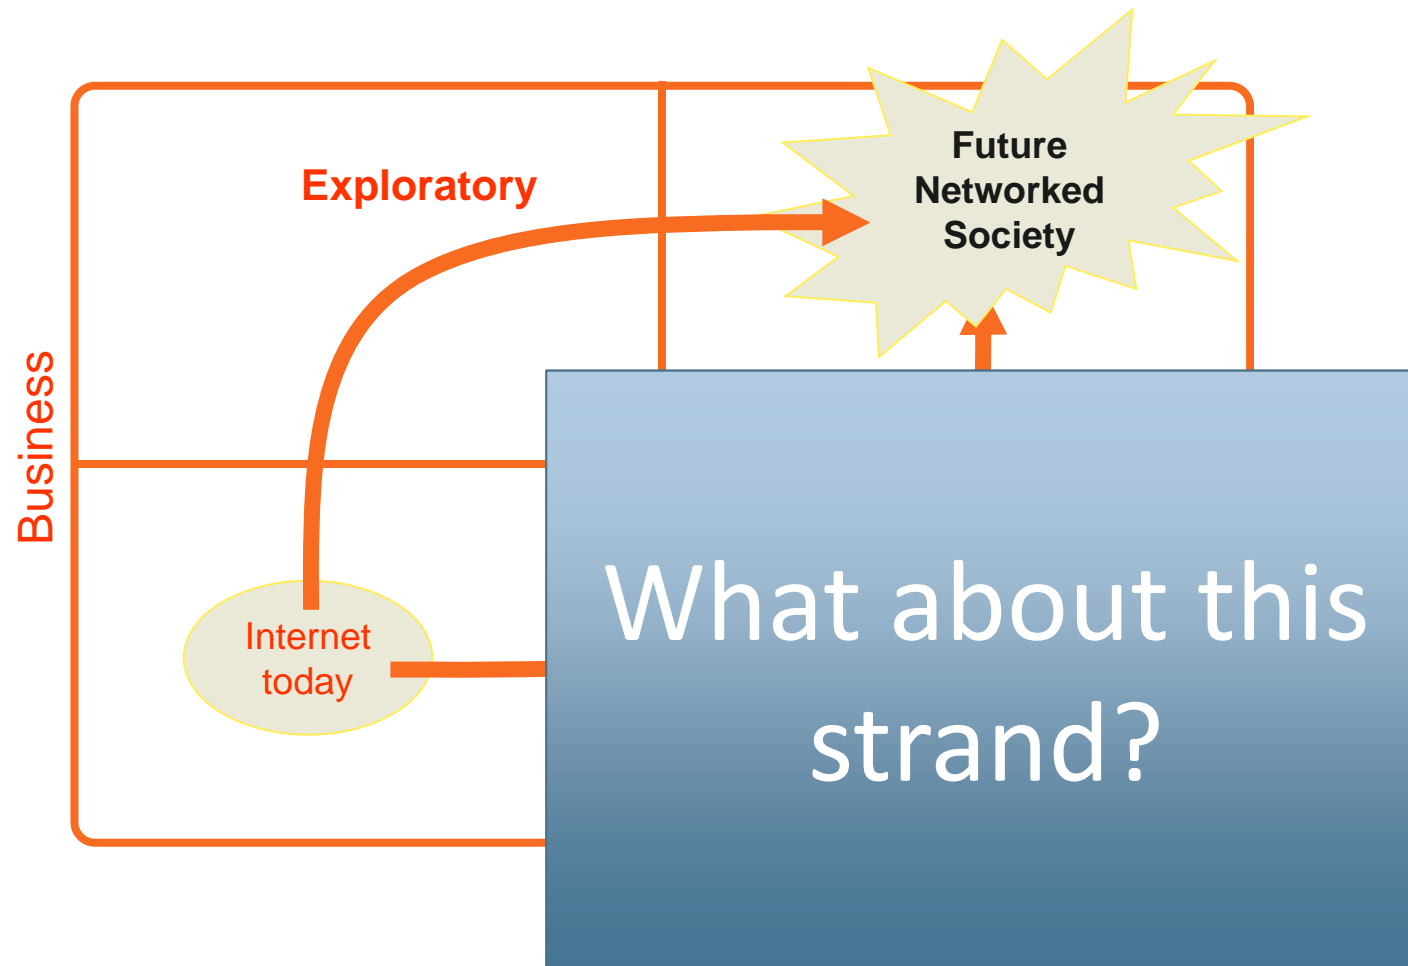 Future
Networked
Society
Exploratory
Business
Internet
today
What about this
strand?